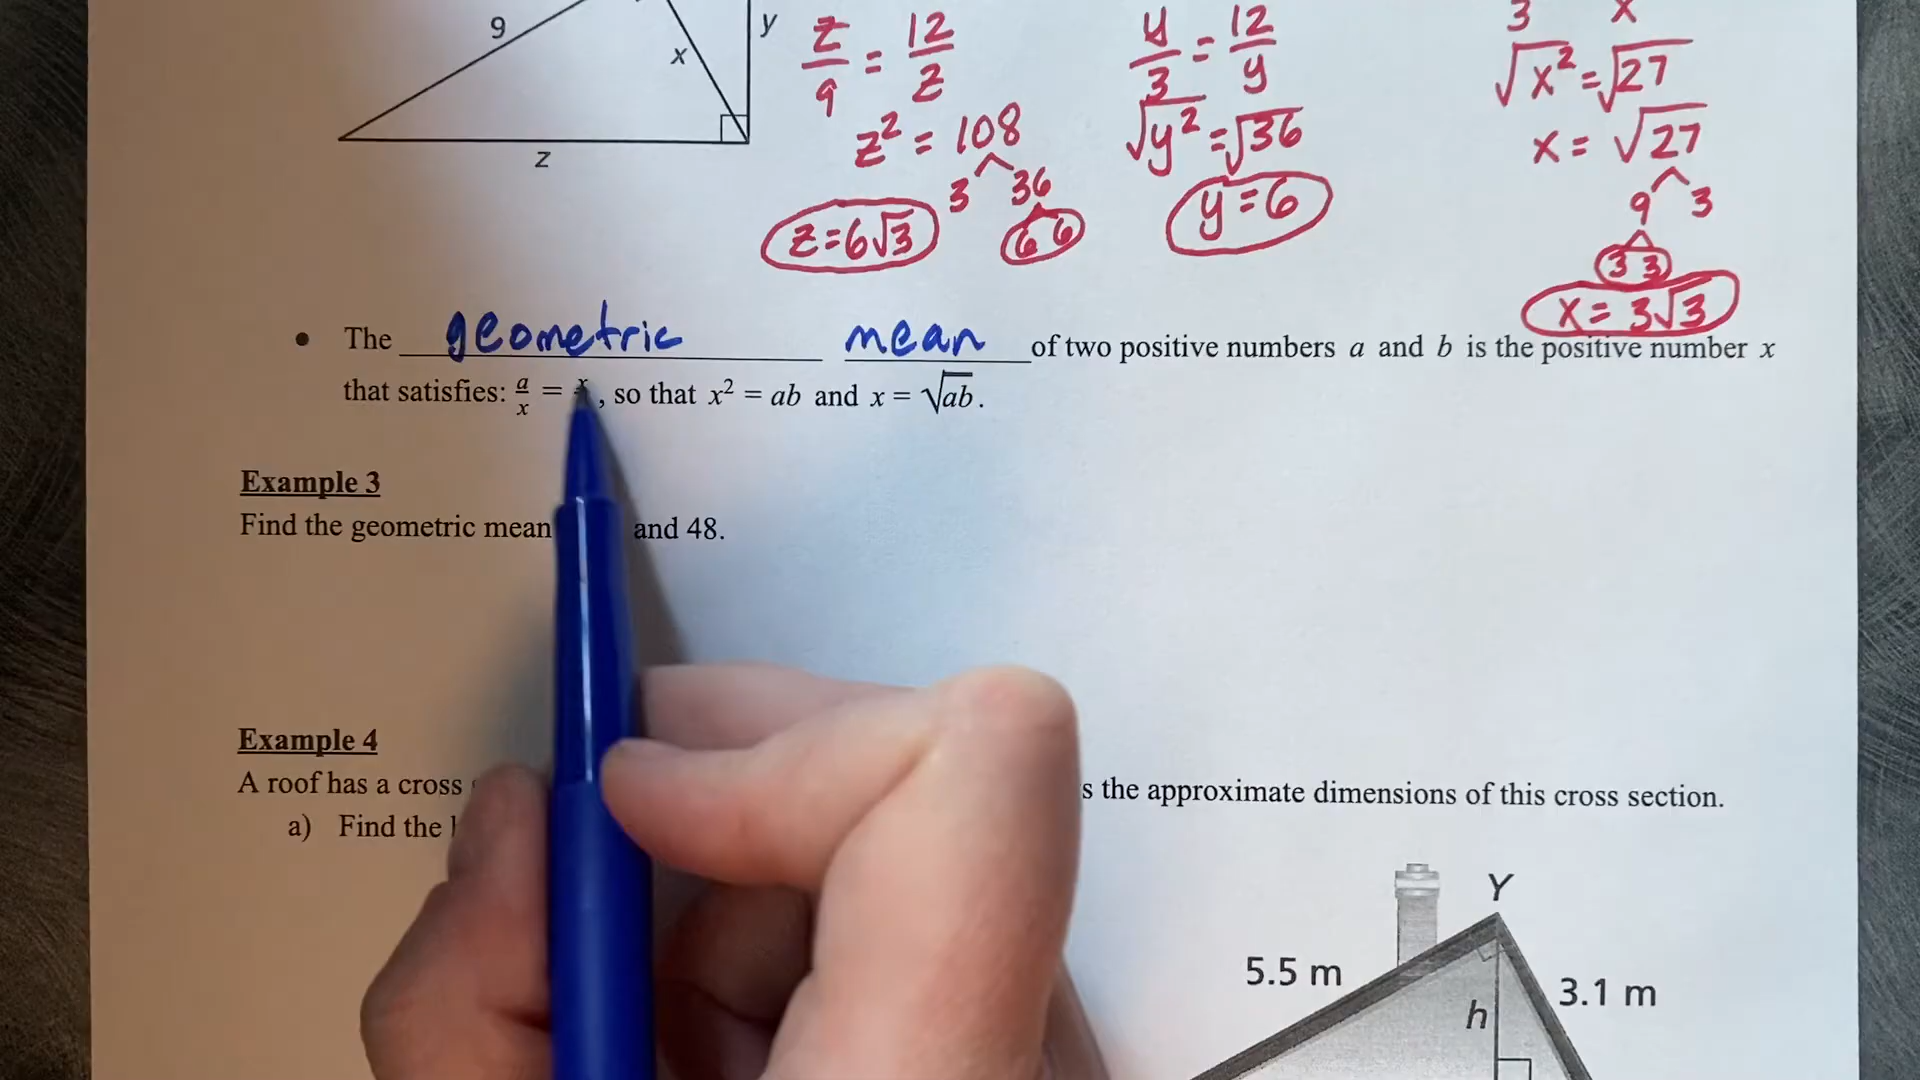 9
x
y
z
z/9 = 12/z
z² = 108
3 36
6 6
z=6√3
y/3 = 12/y
√y² = √36
y=6
3 x
√x² = √27
x = √27
9 3
3 3
x = 3√3
• The geometric mean of two positive numbers a and b is the positive number x
that satisfies: a/x = x , so that x² = ab and x = √ab.
Example 3
Find the geometric mean and 48.
Example 4
A roof has a cross s the approximate dimensions of this cross section.
a) Find the
Y
5.5 m
3.1 m
h